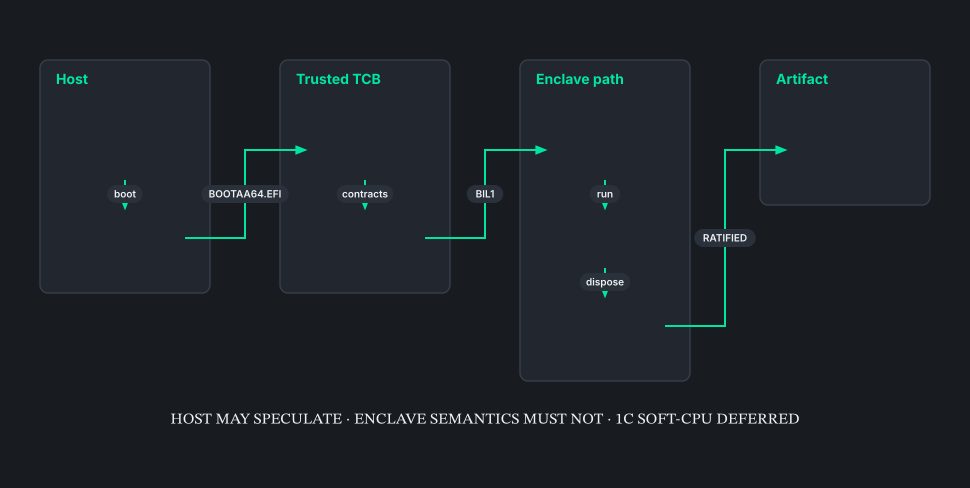 Host
Trusted TCB
Enclave path
Artifact
boot
BOOTAA64.EFI
contracts
BIL1
run
RATIFIED
dispose
HOST MAY SPECULATE · ENCLAVE SEMANTICS MUST NOT · 1C SOFT-CPU DEFERRED